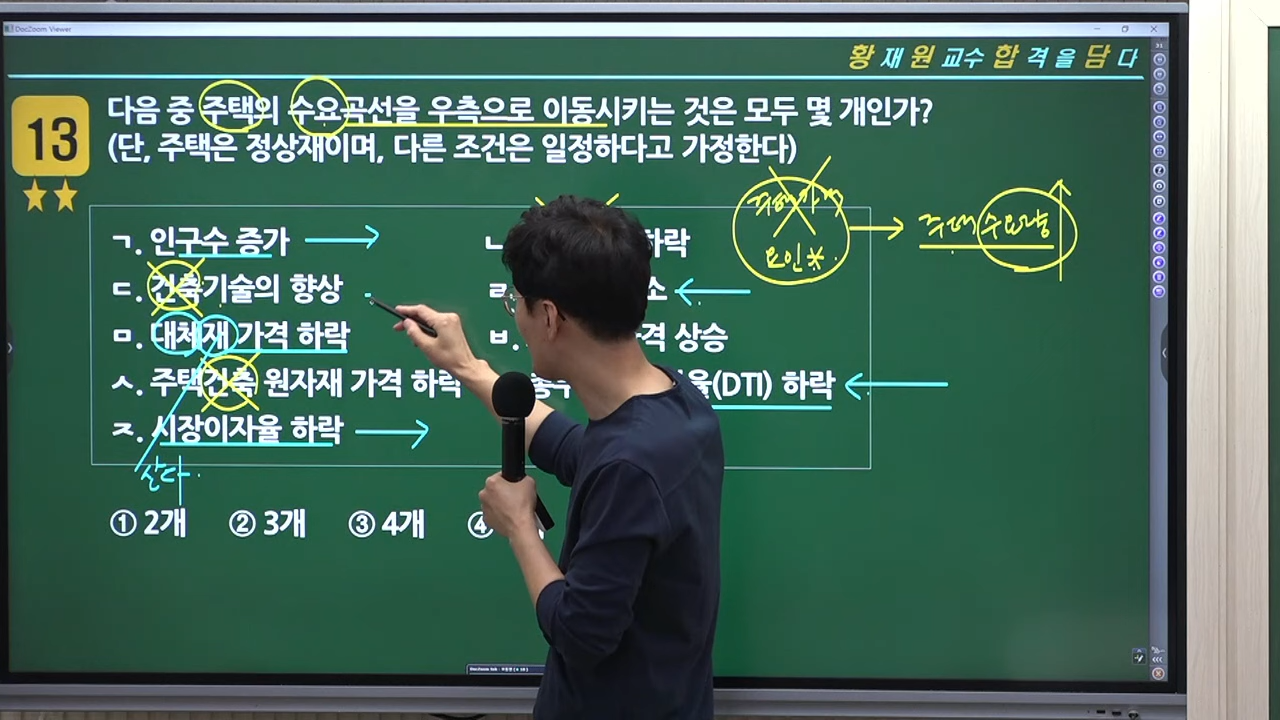 DocZoom Viewer
황재원교수 합격을 담다
13
다음 중 주택의 수요곡선을 우측으로 이동시키는 것은 모두 몇 개인가?
(단, 주택은 정상재이며, 다른 조건은 일정하다고 가정한다)
요인
주택 수요량
ㄱ. 인구수 증가
ㄴ 하락
ㄷ. 건축기술의 향상
ㄹ 소
ㅁ. 대체재 가격 하락
ㅂ. 가격 상승
ㅅ. 주택건축 원자재 가격 하락
율(DTI) 하락
ㅈ. 시장이자율 하락
싼다
① 2개 ② 3개 ③ 4개 ④